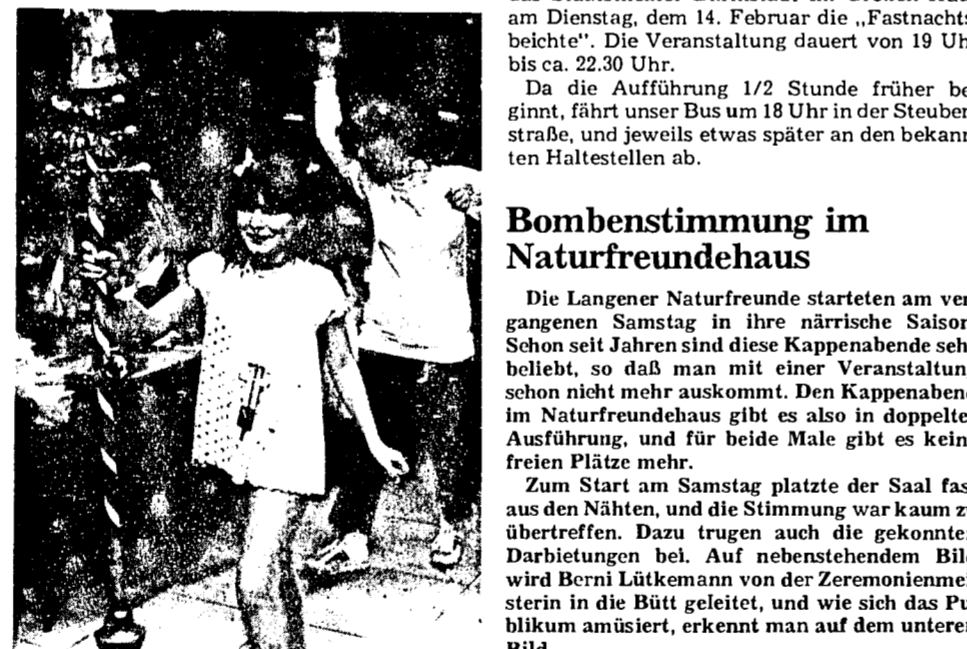 am Dienstag, dem 14. Februar die „Fastnachts
beichte". Die Veranstaltung dauert von 19 Uh
bis ca. 22.30 Uhr.
Da die Aufführung 1/2 Stunde früher be
ginnt, fährt unser Bus um 18 Uhr in der Steuben
straße, und jeweils etwas später an den bekann
ten Haltestellen ab.
Bombenstimmung im
Naturfreundehaus
Die Langener Naturfreunde starteten am ver
gangenen Samstag in ihre närrische Saison
Schon seit Jahren sind diese Kappenabende seh
beliebt, so daß man mit einer Veranstaltun
schon nicht mehr auskommt. Den Kappenaben
im Naturfreundehaus gibt es also in doppelte
Ausführung, und für beide Male gibt es kein
freien Plätze mehr.
Zum Start am Samstag platzte der Saal fas
aus den Nähten, und die Stimmung war kaum z
übertreffen. Dazu trugen auch die gekonnte
Darbietungen bei. Auf nebenstehendem Bil
wird Berni Lütkemann von der Zeremonienmei
sterin in die Bütt geleitet, und wie sich das Pu
blikum amüsiert, erkennt man auf dem unteren
Bild